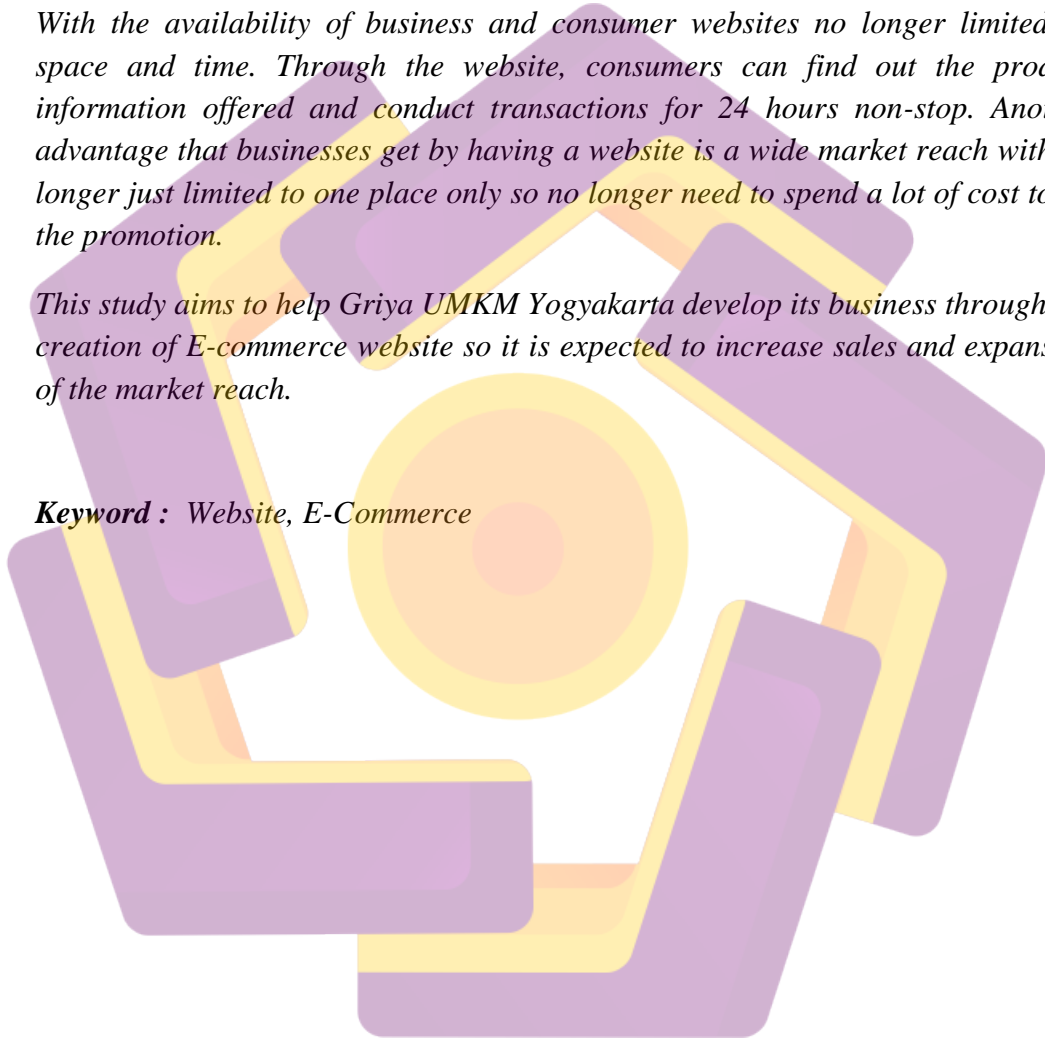 With the availability of business and consumer websites no longer limited
space and time. Through the website, consumers can find out the
information offered and conduct transactions for 24 hours non-stop.
advantage that businesses get by having a website is a wide market reach with
longer just limited to one place only so no longer need to spend a lot of cost to
the promotion.
This study aims to help Griya UMKM Yogyakarta develop its business through
creation of E-commerce website so it is expected to increase sales and
of the market reach.
Keyword : Website, E-Commerce